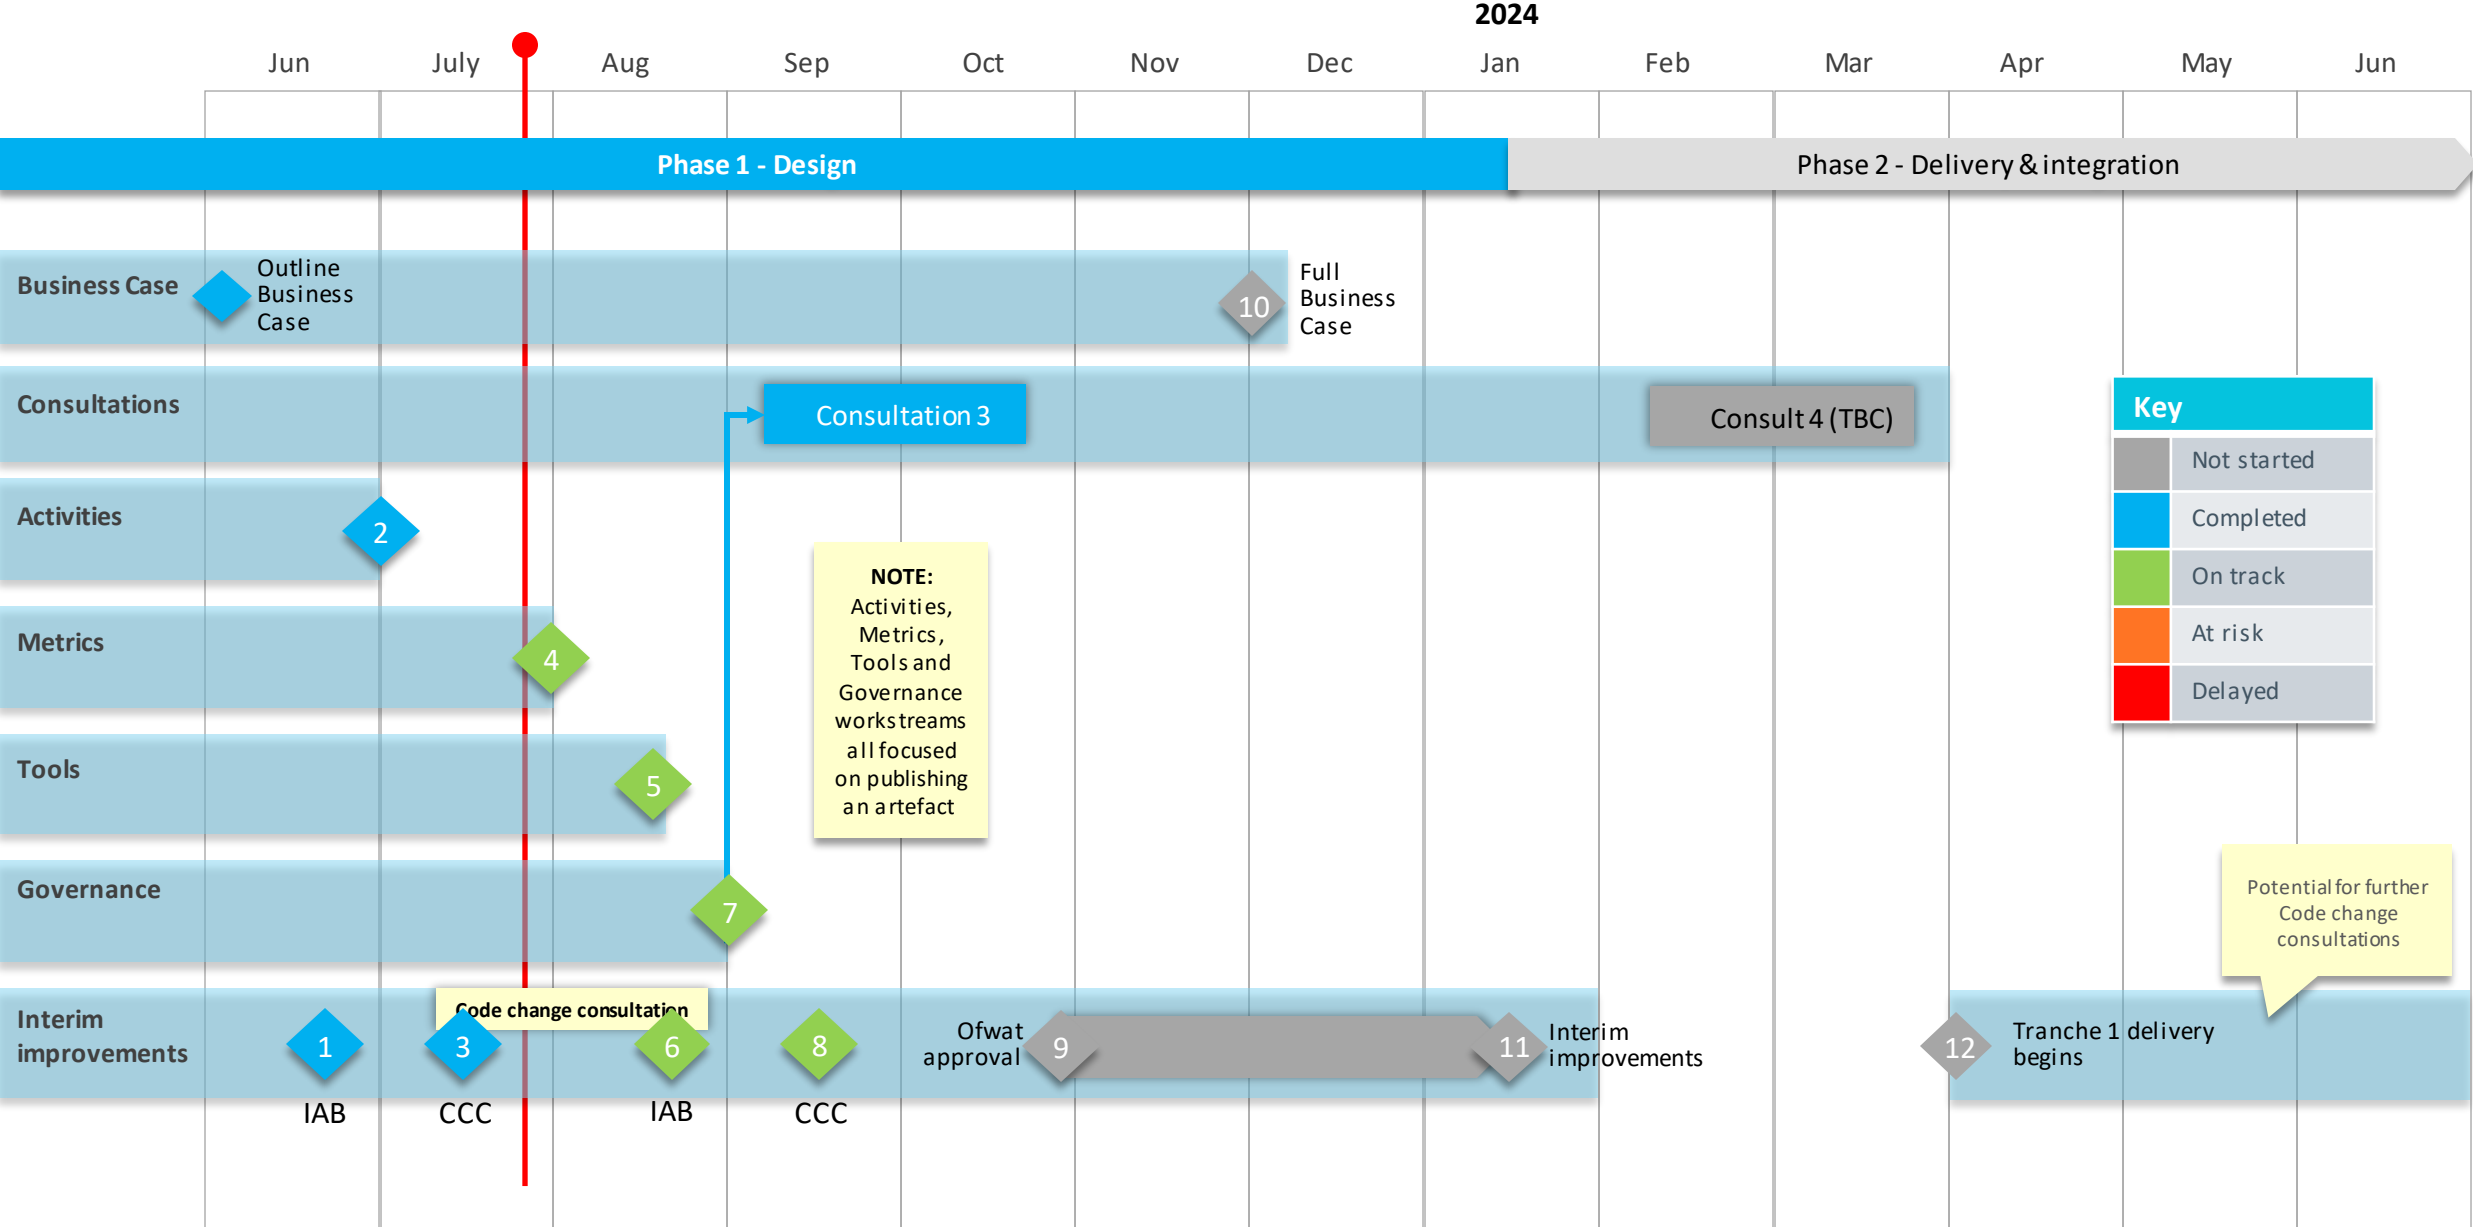 2024
Jun July Aug Sep Oct Nov Dec Jan Feb Mar Apr May Jun
Phase 1 - Design
Phase 2 - Delivery & integration
Business Case
Outline
Business
Case
10
Full
Business
Case
Consultations
Consultation 3
Consult 4 (TBC)
Key
Not started
Completed
On track
At risk
Delayed
Activities
2
NOTE:
Activities,
Metrics,
Tools and
Governance
workstreams
all focused
on publishing
an artefact
Metrics
4
Tools
5
Governance
7
Potential for further
Code change
consultations
Interim
improvements
Code change consultation
1
3
6
8
Ofwat
approval
9
11
Interim
improvements
12
Tranche 1 delivery
begins
IAB
CCC
IAB
CCC